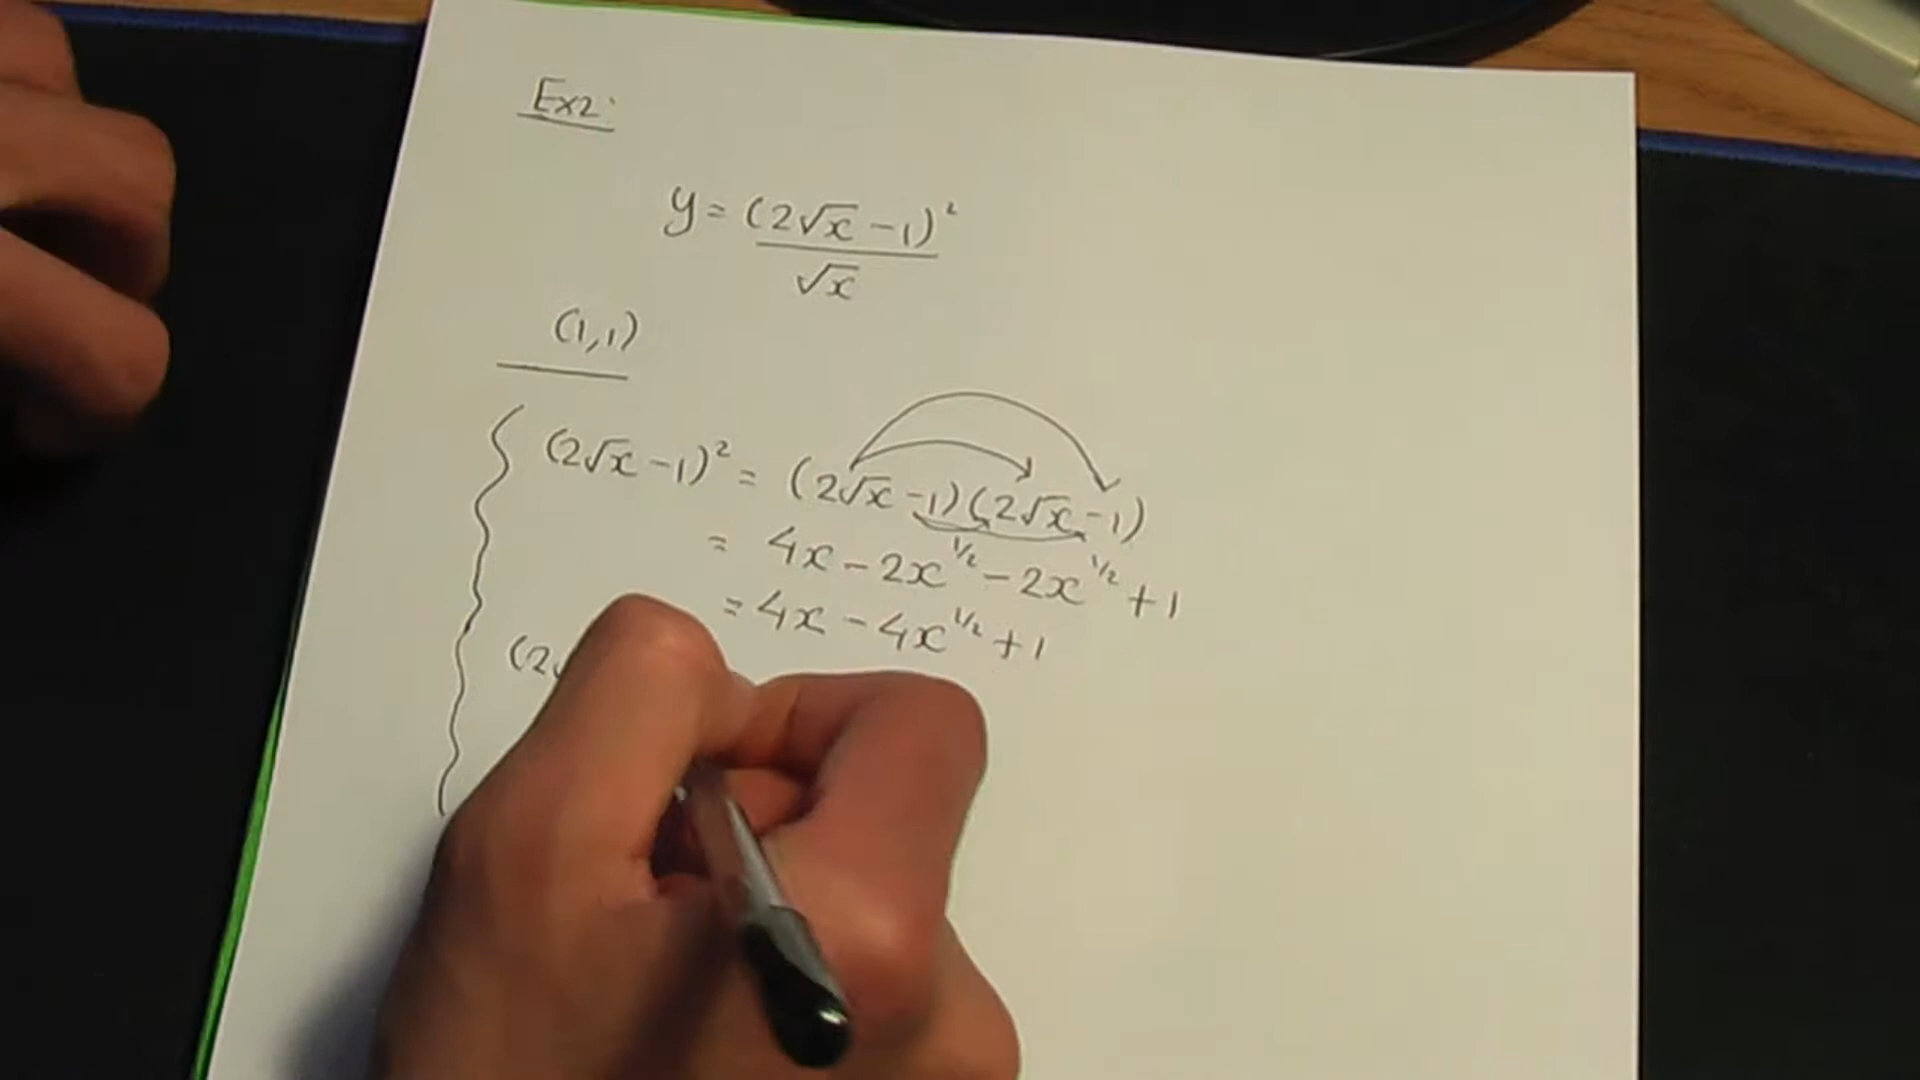 Ex2:
y = (2√x - 1)²
√x
(1,1)
(2√x - 1)² = (2√x - 1)(2√x - 1)
= 4x - 2x^1/2 - 2x^1/2 + 1
= 4x - 4x^1/2 + 1
(2√